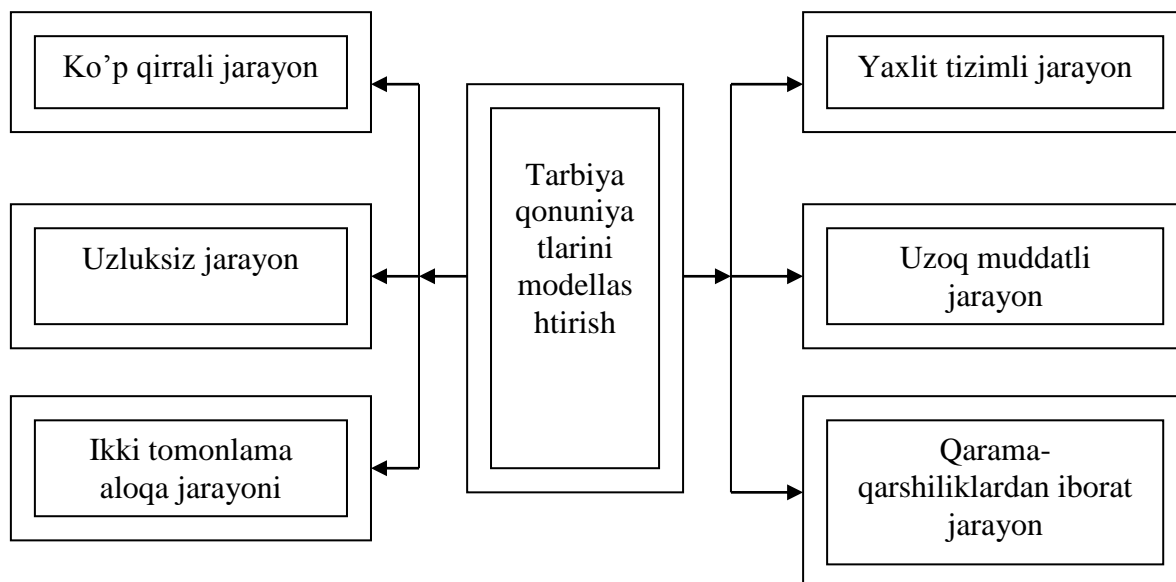 Ko’p qirrali jarayon
Uzluksiz jarayon
Ikki tomonlama
aloqa jarayoni
Tarbiya
qonuniya
tlarini
modellas
htirish
Yaxlit tizimli jarayon
Uzoq muddatli
jarayon
Qarama-
qarshiliklardan iborat
jarayon